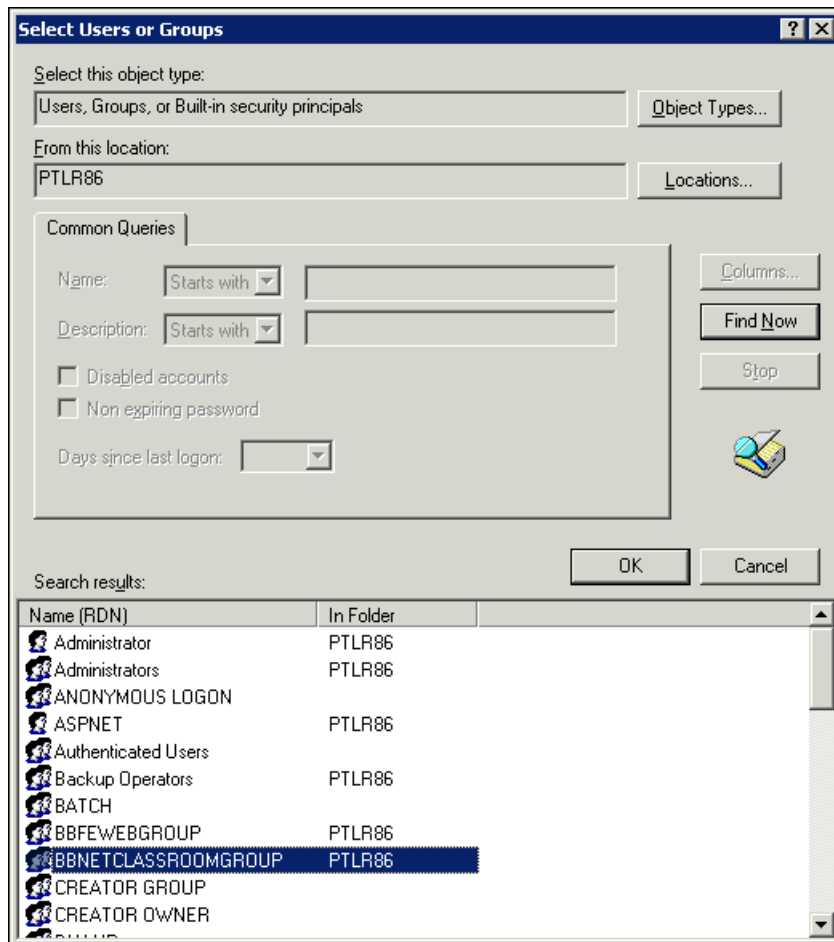 Select Users or Groups
Select this object type:
Users, Groups, or Built-in security principals
Object Types...
From this location:
PTLR86
Locations...
Common Queries
Name:
Starts with
Description:
Starts with
Disabled accounts
Non expiring password
Days since last logon:
Columns...
Find Now
Stop
OK
Cancel
Search results:
Name (RDN) In Folder
Administrator PTLR86
Administrators PTLR86
ANONYMOUS LOGON
ASPNET PTLR86
Authenticated Users
Backup Operators PTLR86
BATCH
BBFEWEBGROUP PTLR86
BBNETCLASSROOMGROUP PTLR86
CREATOR GROUP
CREATOR OWNER